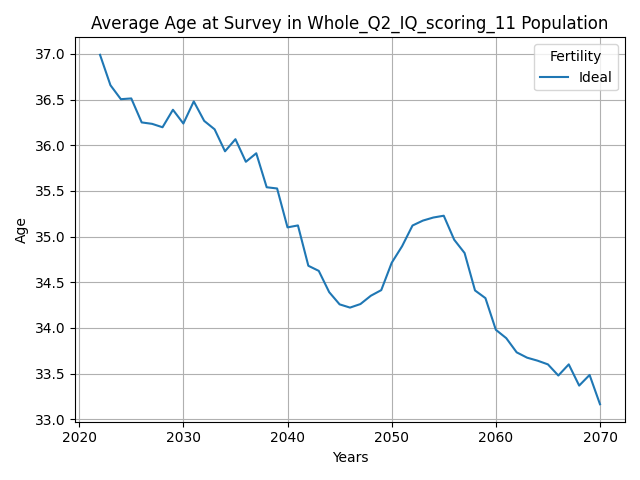 Average Age at Survey in Whole_Q2_IQ_scoring_11 Population
Fertility
Ideal
37.0
36.5
36.0
35.5
35.0
34.5
34.0
33.5
33.0
Age
2020 2030 2040 2050 2060 2070
Years